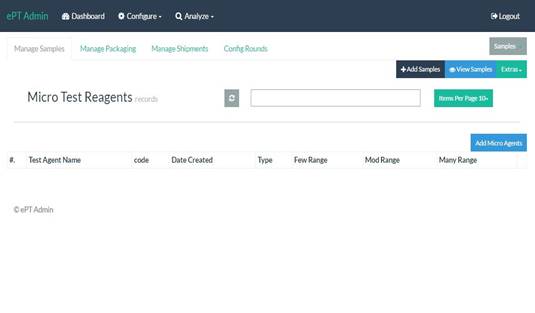 ePT Admin Dashboard Configure Analyze Logout
Manage Samples Manage Packaging Manage Shipments Config Rounds Samples
Add Samples View Samples Extras
Micro Test Reagents records Items Per Page 10
Add Micro Agents
#. Test Agent Name code Date Created Type Few Range Mod Range Many Range
© ePT Admin